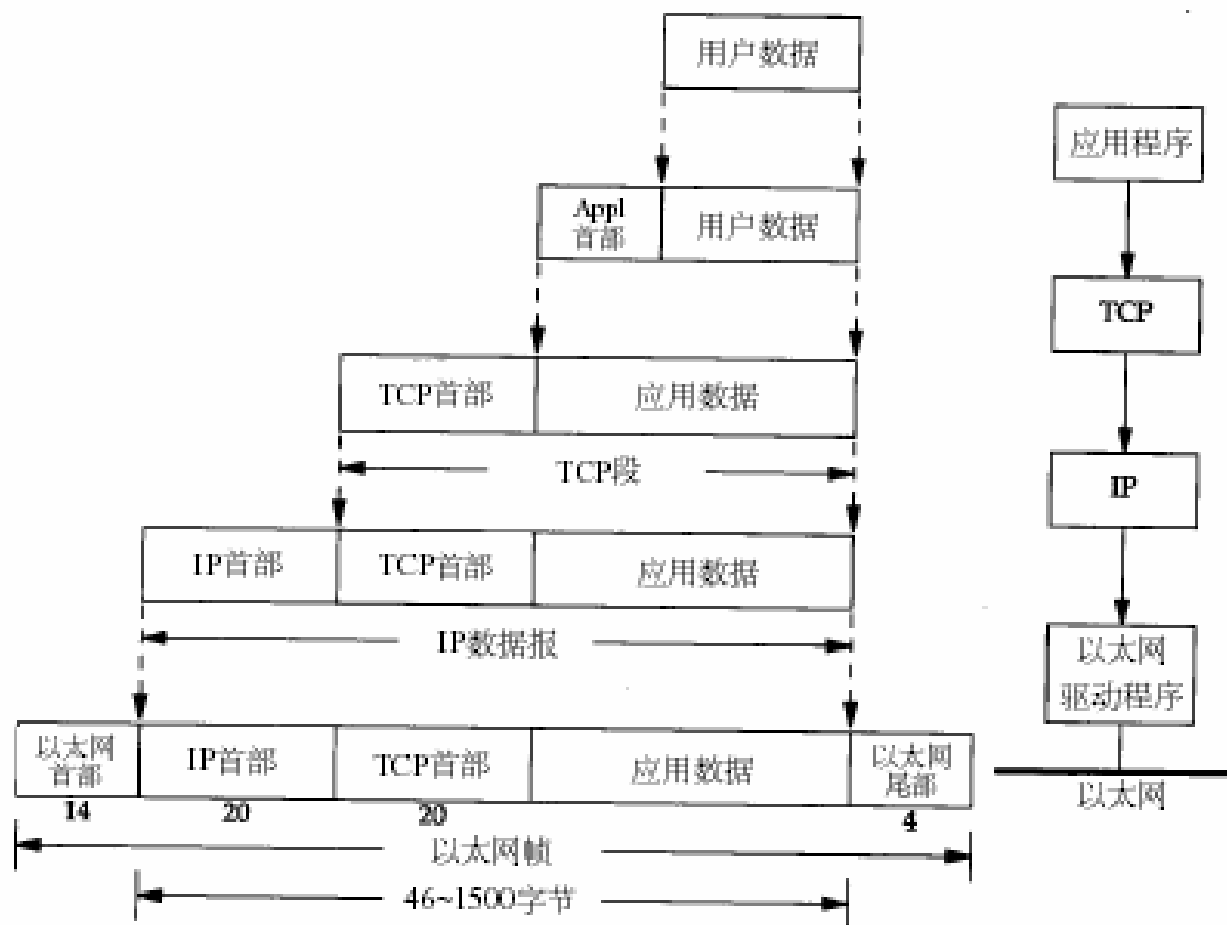 用户数据
应用程序
Appl
首部
用户数据
TCP
TCP首部
应用数据
TCP段
IP
IP首部
TCP首部
应用数据
IP数据报
以太网
驱动程序
以太网
首部
IP首部
TCP首部
应用数据
以太网
尾部
以太网
14
20
20
4
以太网帧
46~1500字节